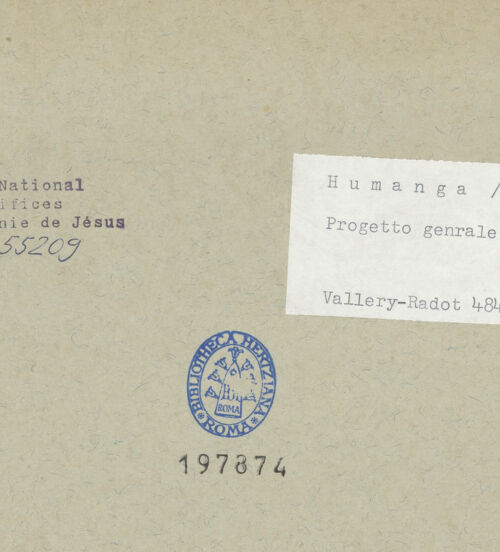 National
ifices
nie de Jésus
55209
Humanga /
Progetto genrale
Vallery-Radot 484
BIBLIOTHECA HERTZIANA
ROMA
ROMA
197874